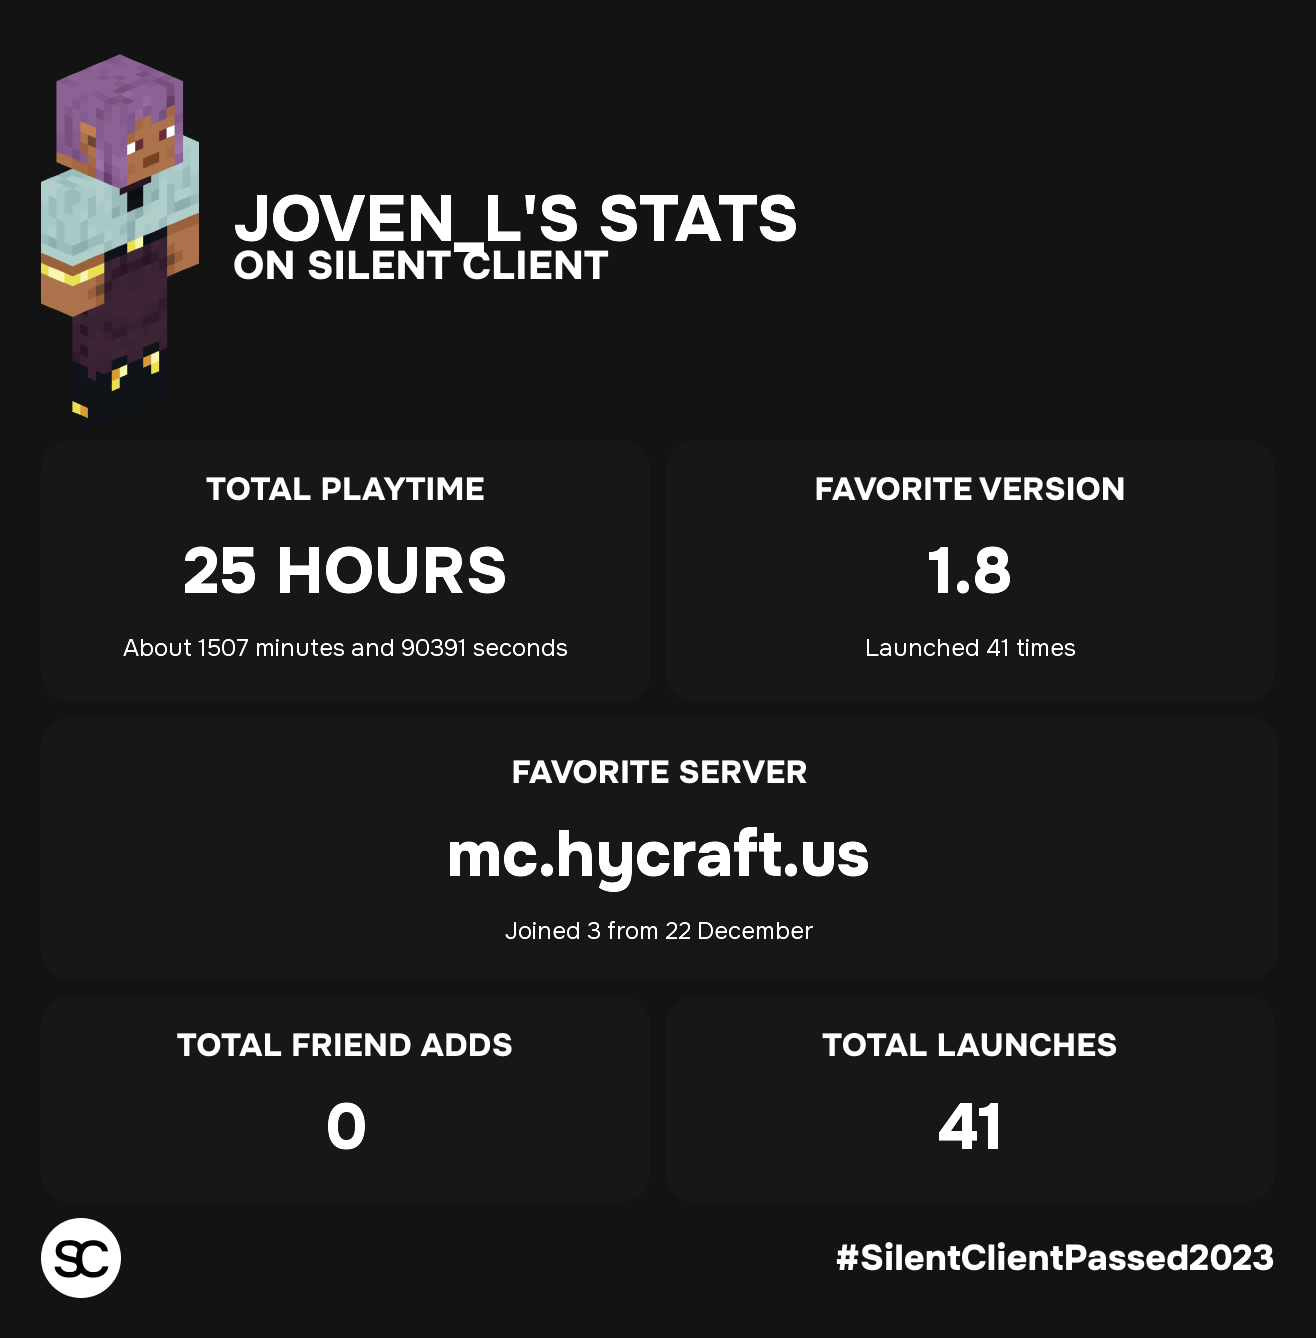 JOVEN_L'S STATS
ON SILENT CLIENT
TOTAL PLAYTIME
25 HOURS
About 1507 minutes and 90391 seconds
FAVORITE VERSION
1.8
Launched 41 times
FAVORITE SERVER
mc.hycraft.us
Joined 3 from 22 December
TOTAL FRIEND ADDS
0
TOTAL LAUNCHES
41
SC
#SilentClientPassed2023